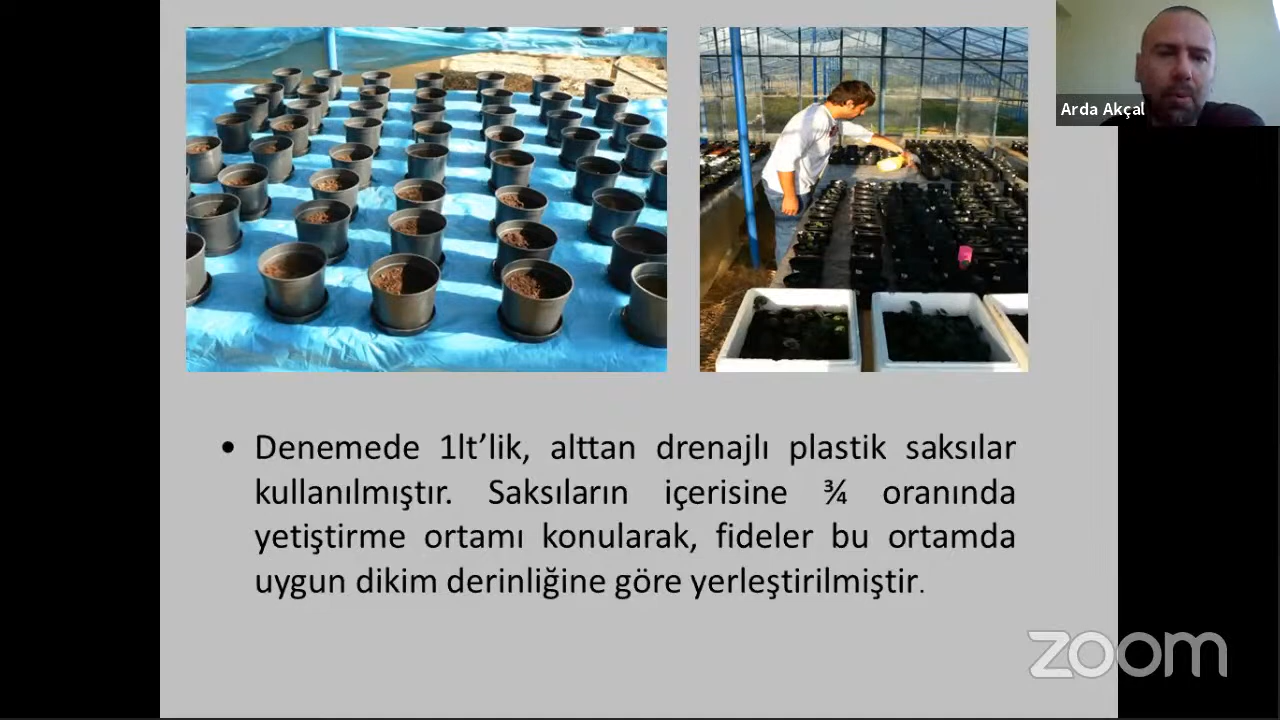 Arda Akçal
• Denemede 1lt’lik, alttan drenajlı plastik saksılar
kullanılmıştır. Saksıların içerisine ¾ oranında
yetiştirme ortamı konularak, fideler bu ortamda
uygun dikim derinliğine göre yerleştirilmiştir.
zoom